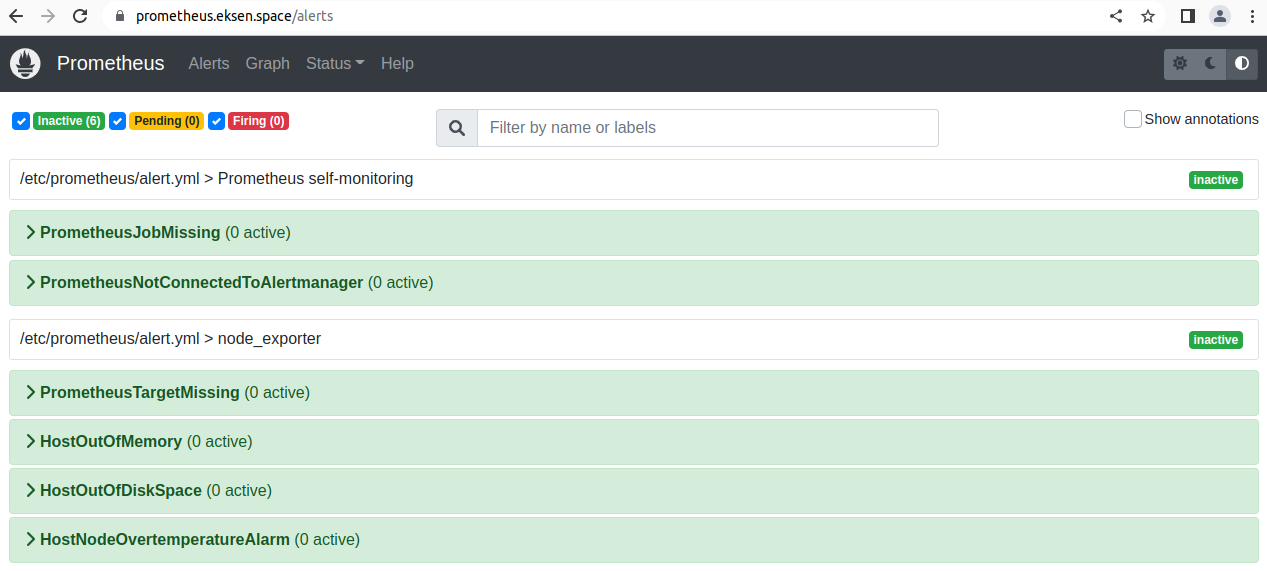 prometheus.eksen.space/alerts
Prometheus Alerts Graph Status Help
Inactive (6) Pending (0) Firing (0) Filter by name or labels Show annotations
/etc/prometheus/alert.yml > Prometheus self-monitoring inactive
PrometheusJobMissing (0 active)
PrometheusNotConnectedToAlertmanager (0 active)
/etc/prometheus/alert.yml > node_exporter inactive
PrometheusTargetMissing (0 active)
HostOutOfMemory (0 active)
HostOutOfDiskSpace (0 active)
HostNodeOvertemperatureAlarm (0 active)